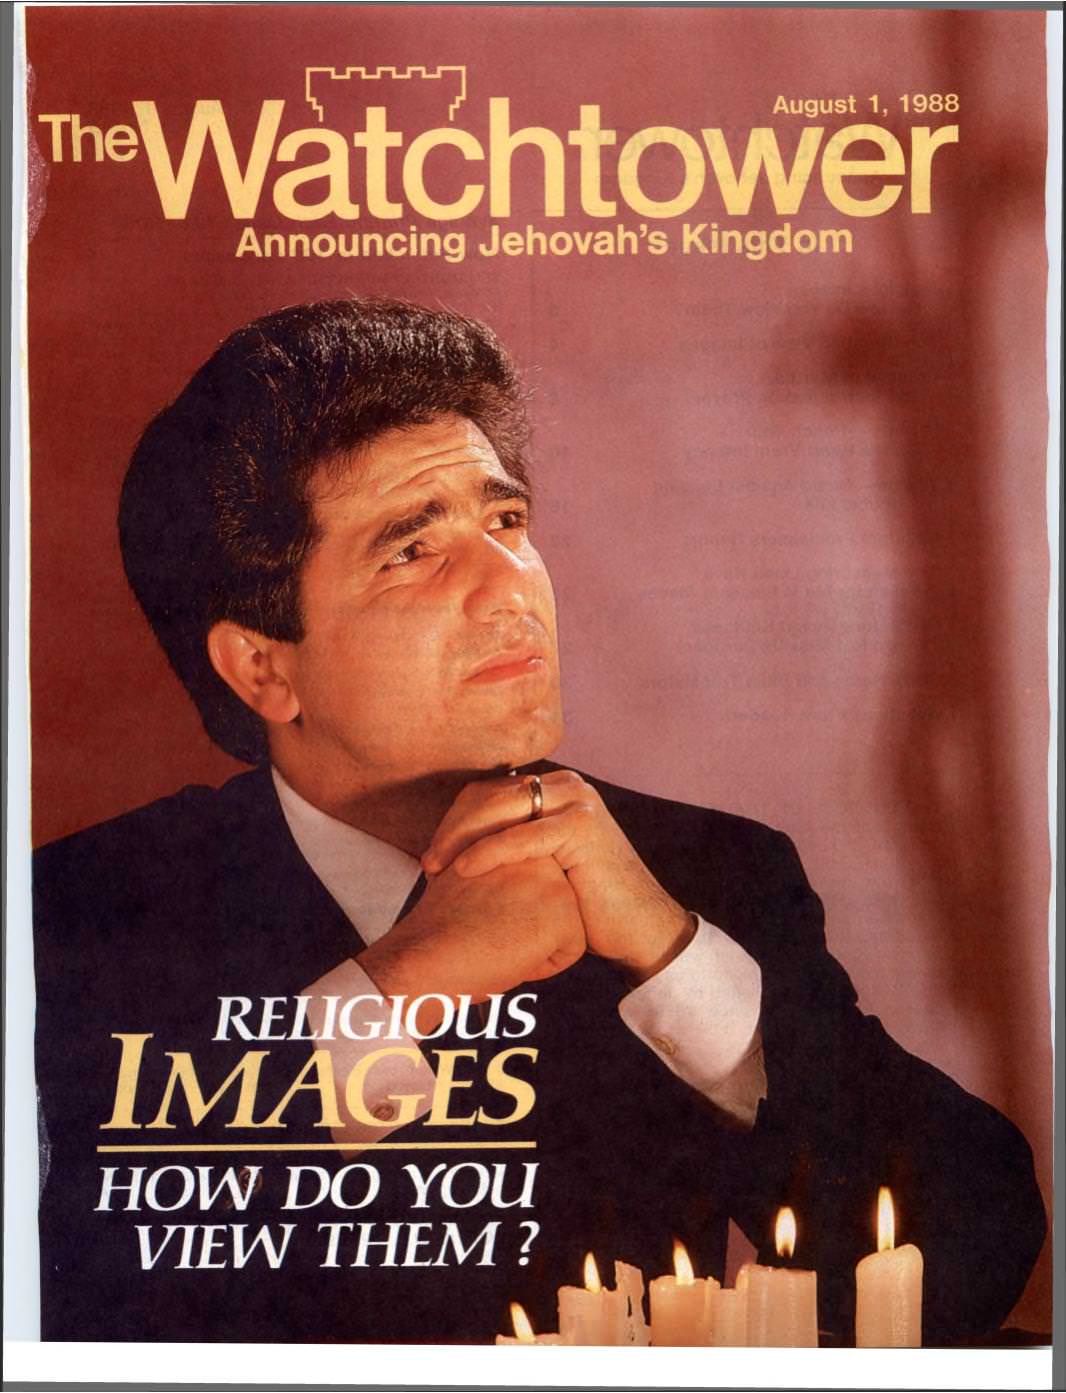 August 1, 1988
The Watchtower
Announcing Jehovah's Kingdom
RELIGIOUS
IMAGES
HOW DO YOU
VIEW THEM?